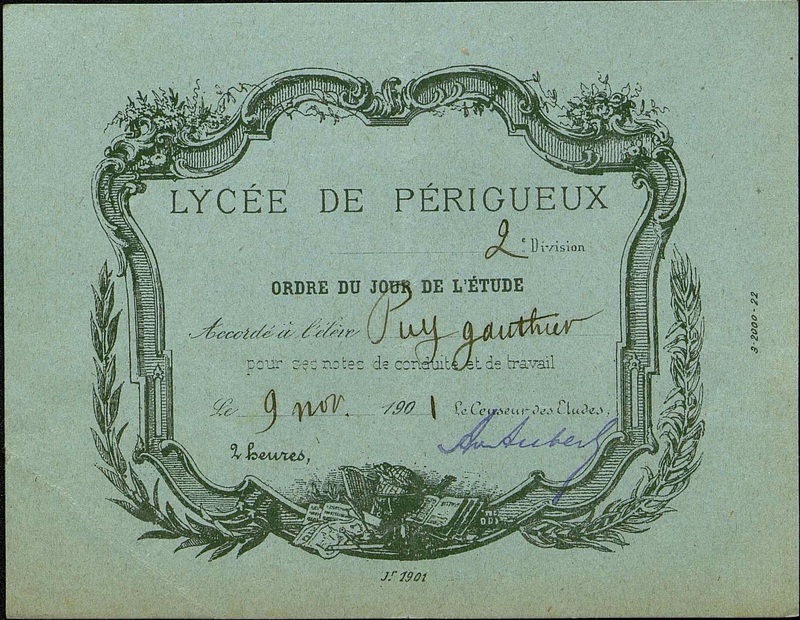 LYCÉE DE PÉRIGUEUX
2e Division
ORDRE DU JOUR DE L'ÉTUDE
Accordé à l'élève Puy gauthier
pour ses notes de conduite et de travail
Le 9 nov. 1901 Le Censeur des Etudes,
2 heures,
Jr 1901
3-2000-22